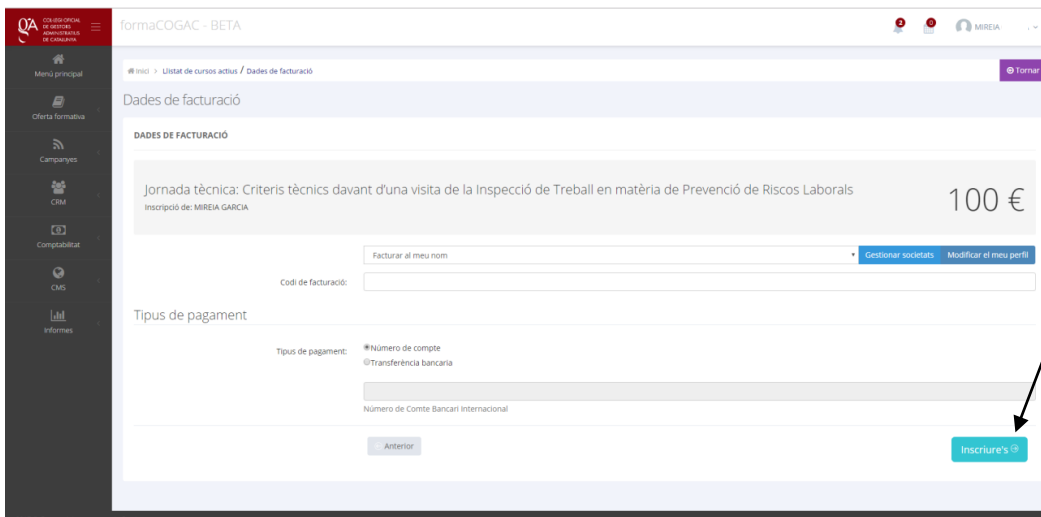 COL·LEGI OFICIAL
DE GESTORS
ADMINISTRATIUS
DE CATALUNYA
formaCOGAC - BETA
2
0
MIREIA
Menú principal
Oferta formativa
Campanyes
CRM
Comptabilitat
CMS
Informes
Inici > Llistat de cursos actius / Dades de facturació
Tornar
Dades de facturació
DADES DE FACTURACIÓ
Jornada tècnica: Criteris tècnics davant d'una visita de la Inspecció de Treball en matèria de Prevenció de Riscos Laborals
100 €
Inscripció de: MIREIA GARCIA
Facturar al meu nom
Gestionar societats
Modificar el meu perfil
Codi de facturació:
Tipus de pagament
Tipus de pagament:
Número de compte
Transferència bancaria
Número de Comte Bancari Internacional
Anterior
Inscriure's